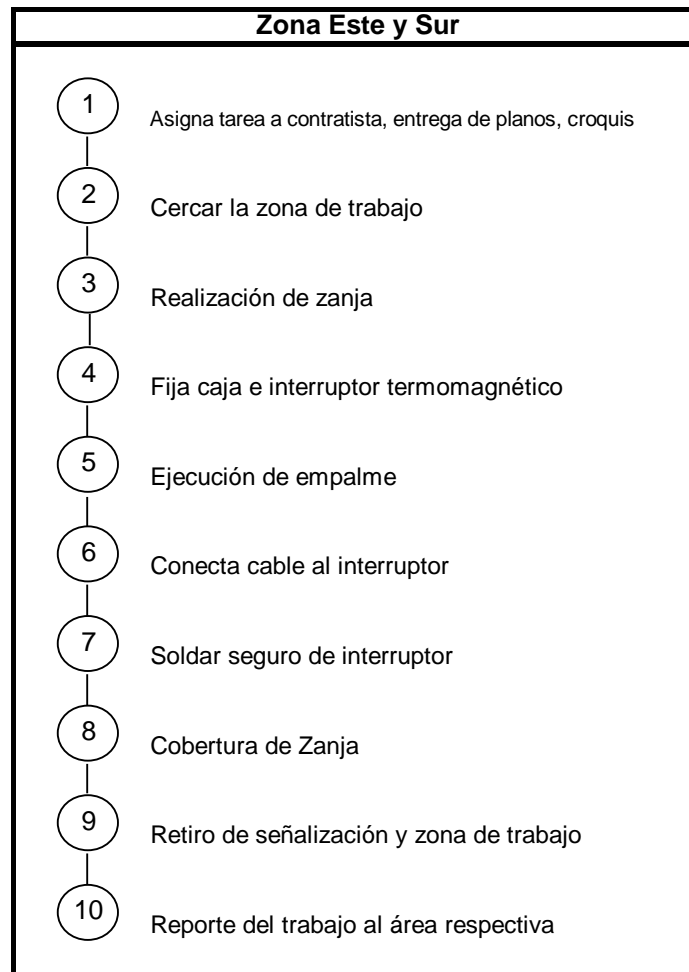 Zona Este y Sur
1
Asigna tarea a contratista, entrega de planos, croquis
2
Cercar la zona de trabajo
3
Realización de zanja
4
Fija caja e interruptor termomagnético
5
Ejecución de empalme
6
Conecta cable al interruptor
7
Soldar seguro de interruptor
8
Cobertura de Zanja
9
Retiro de señalización y zona de trabajo
10
Reporte del trabajo al área respectiva